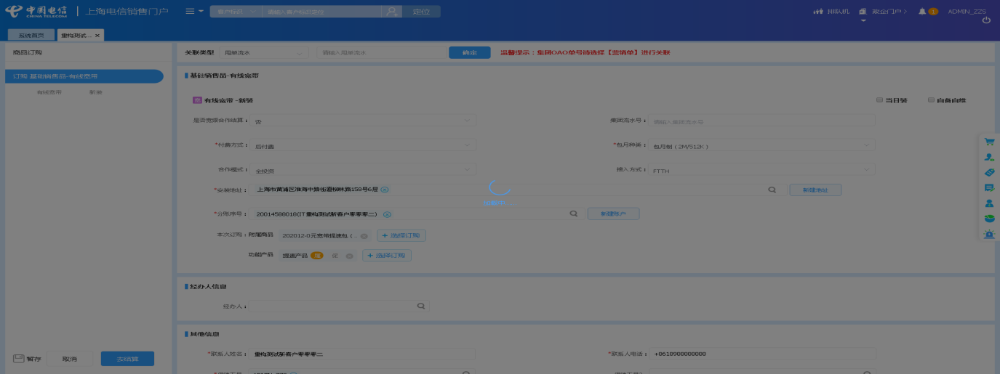 中国电信 CHINA TELECOM 上海电信销售门户 客户标识 请输入客户标识定位 定位 排队机 政企门户 1 ADMIN_ZZS
系统首页 重构测试...
商品订购
关联类型 甩单流水 请输入甩单流水 确定 温馨提示：集团OAO单号请选择【营销单】进行关联
订购 基础销售品-有线宽带
有线宽带 新装
基础销售品-有线宽带
有线宽带 -新装 当日装 自备自维
是否宽频合作结算： 否 集团流水号： 请输入集团流水号
*付费方式： 后付费 *包月种类： 包月制（2M/512K）
合作模式： 全投资 接入方式： FTTH
*安装地址： 上海市黄浦区淮海中路街道柳林路158号6层 新建地址
*分账序号： 20014588018(IT重构测试新客户零零零二) 新建账户
本次订购： 附属商品 202012-0元宽带提速包（.. + 选择订购
功能产品 提速产品 + 选择订购
经办人信息
经办人：
其他信息
*联系人姓名： 重构测试新客户零零零二 *联系人电话： +8618988888888
暂存 取消 去结算